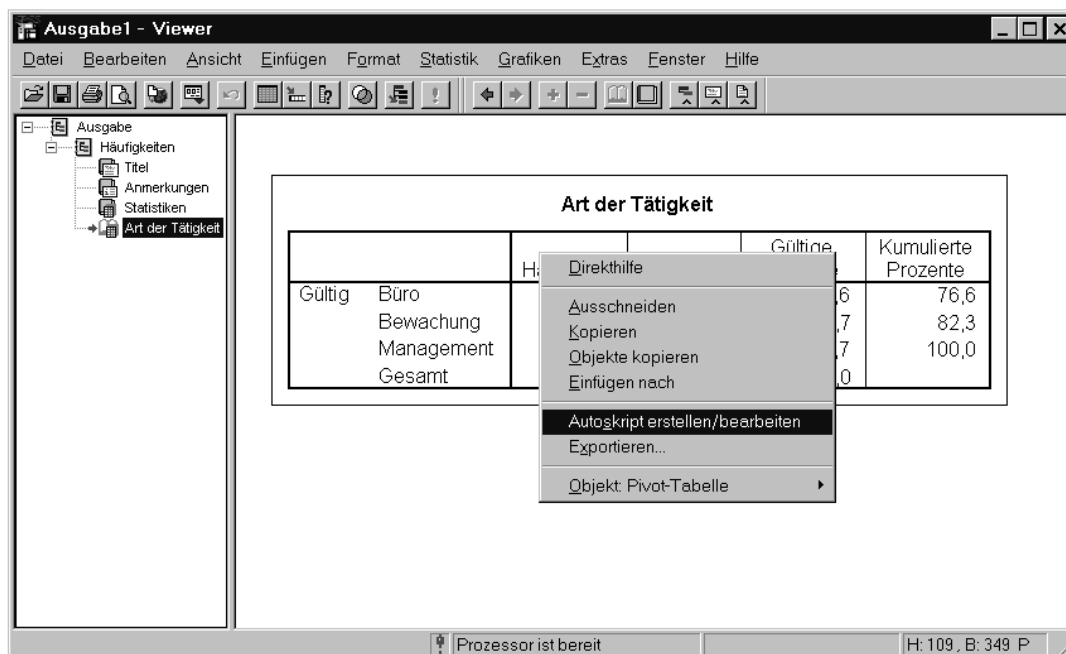 Ausgabe1 - Viewer
Datei Bearbeiten Ansicht Einfügen Format Statistik Grafiken Extras Fenster Hilfe
Ausgabe
Häufigkeiten
Titel
Anmerkungen
Statistiken
Art der Tätigkeit
Art der Tätigkeit
Gültige
Kumulierte
Prozente
Gültig Büro 76,6
Bewachung 82,3
Management 100,0
Gesamt
Direkthilfe
Ausschneiden
Kopieren
Objekte kopieren
Einfügen nach
Autoskript erstellen/bearbeiten
Exportieren...
Objekt: Pivot-Tabelle
Prozessor ist bereit
H: 109 , B: 349 P